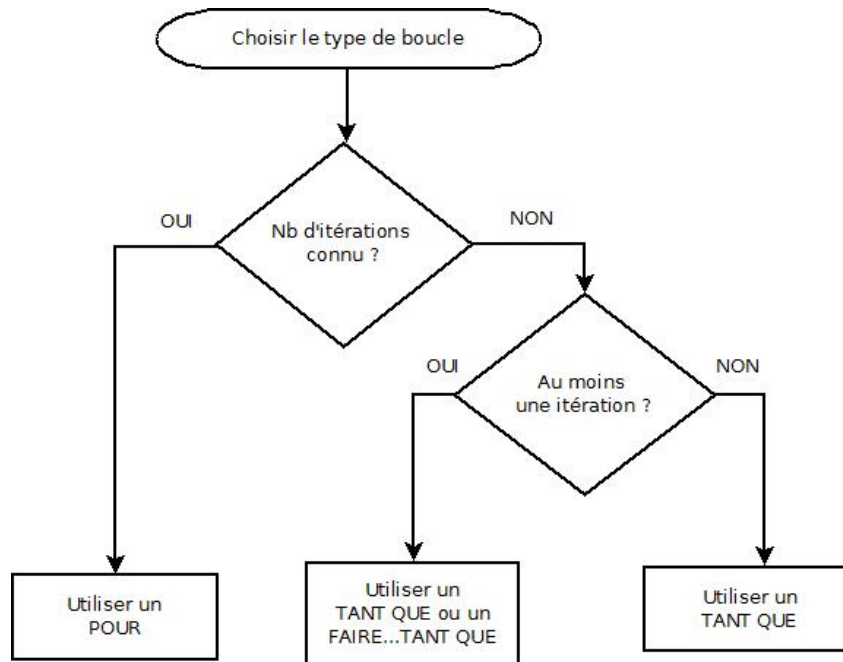 Choisir le type de boucle
OUI
NON
Nb d'itérations
connu ?
OUI
NON
Au moins
une itération ?
Utiliser un
POUR
Utiliser un
TANT QUE ou un
FAIRE...TANT QUE
Utiliser un
TANT QUE